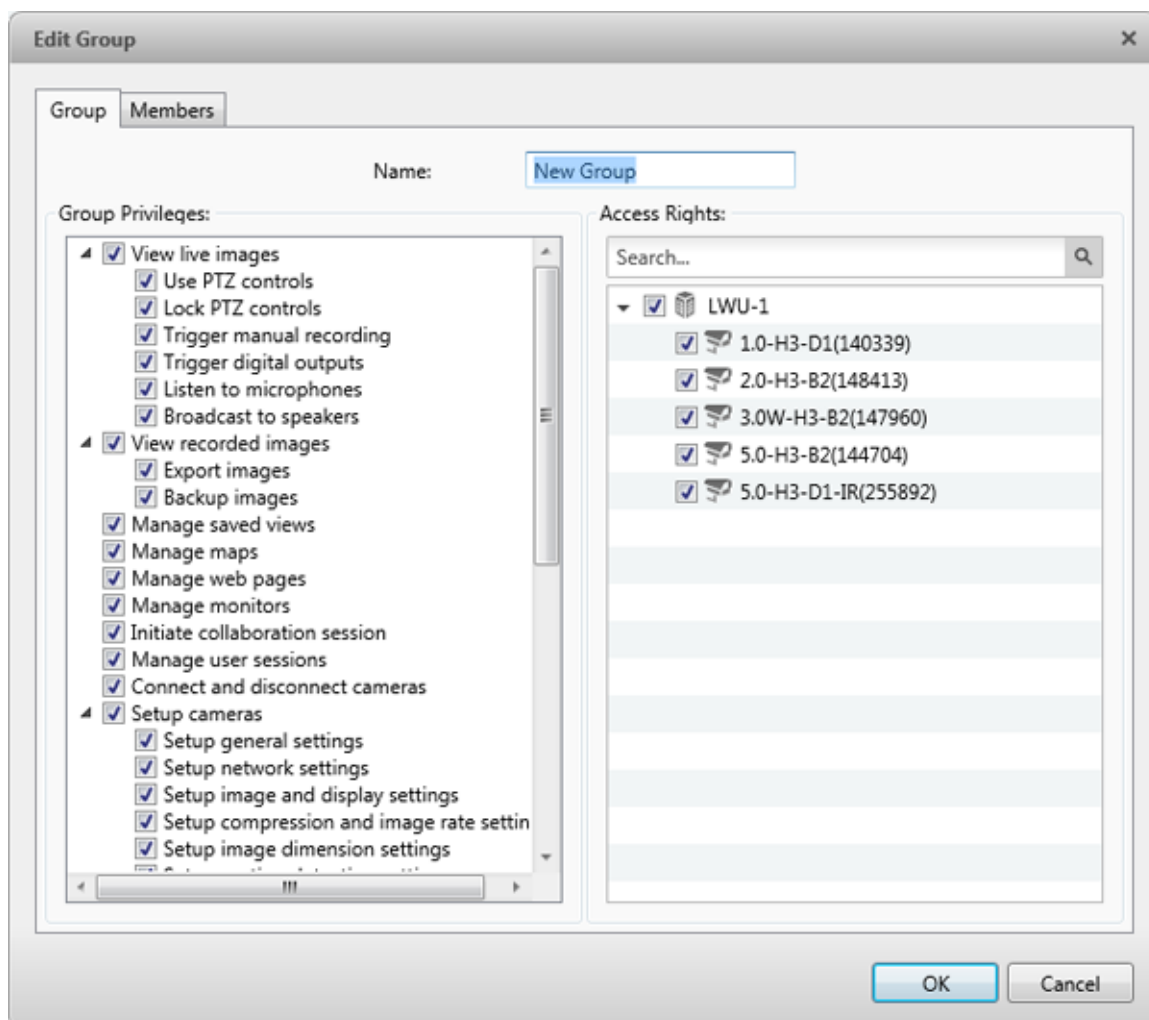 Edit Group
Group
Members
Name:
New Group
Group Privileges:
View live images
Use PTZ controls
Lock PTZ controls
Trigger manual recording
Trigger digital outputs
Listen to microphones
Broadcast to speakers
View recorded images
Export images
Backup images
Manage saved views
Manage maps
Manage web pages
Manage monitors
Initiate collaboration session
Manage user sessions
Connect and disconnect cameras
Setup cameras
Setup general settings
Setup network settings
Setup image and display settings
Setup compression and image rate settin
Setup image dimension settings
Access Rights:
Search...
LWU-1
1.0-H3-D1(140339)
2.0-H3-B2(148413)
3.0W-H3-B2(147960)
5.0-H3-B2(144704)
5.0-H3-D1-IR(255892)
OK
Cancel